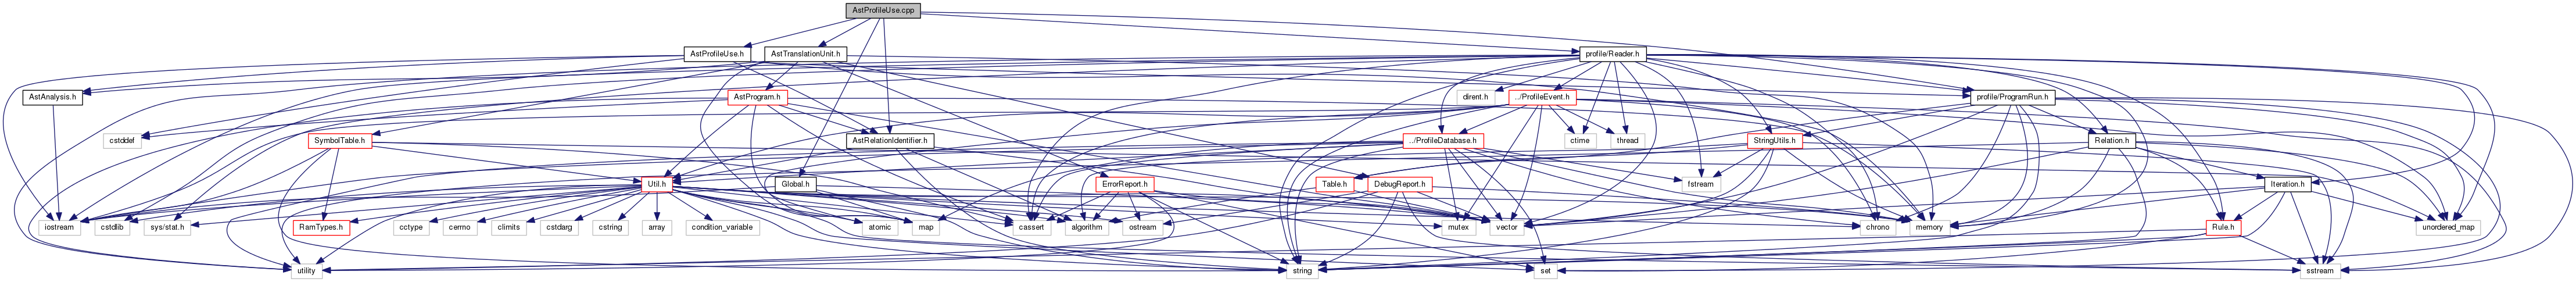 AstProfileUse.cpp
AstProfileUse.h
AstTranslationUnit.h
profile/Reader.h
AstAnalysis.h
AstProgram.h
dirent.h
../ProfileEvent.h
profile/ProgramRun.h
cstddef
SymbolTable.h
AstRelationIdentifier.h
../ProfileDatabase.h
ctime
thread
StringUtils.h
Relation.h
Util.h
Global.h
ErrorReport.h
Table.h
DebugReport.h
fstream
Iteration.h
iostream
cstdlib
sys/stat.h
RamTypes.h
cctype
cerrno
climits
cstdarg
cstring
array
condition_variable
atomic
map
cassert
algorithm
ostream
mutex
vector
chrono
memory
Rule.h
unordered_map
utility
string
set
sstream